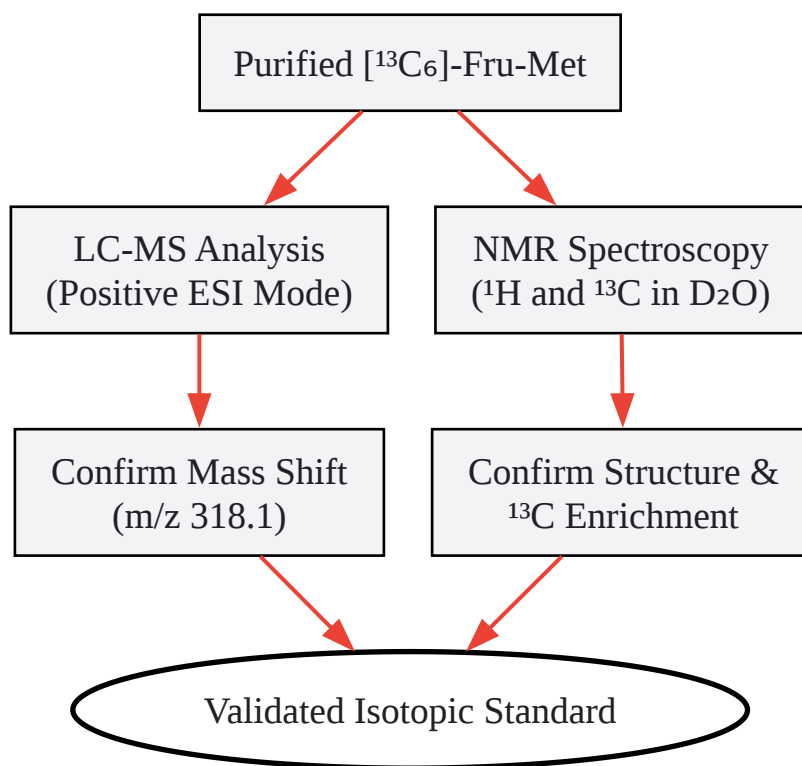 Purified [¹³C₆]-Fru-Met
LC-MS Analysis
(Positive ESI Mode)
NMR Spectroscopy
(¹H and ¹³C in D₂O)
Confirm Mass Shift
(m/z 318.1)
Confirm Structure &
¹³C Enrichment
Validated Isotopic Standard